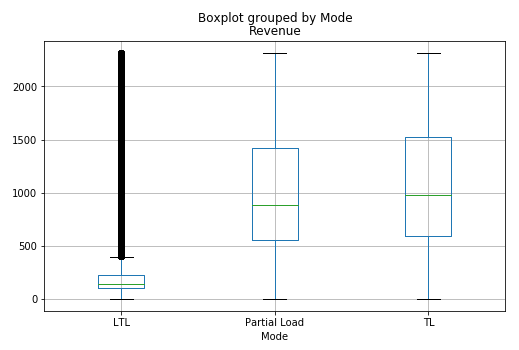 Boxplot grouped by Mode
Revenue
2000
1500
1000
500
0
LTL Partial Load TL
Mode